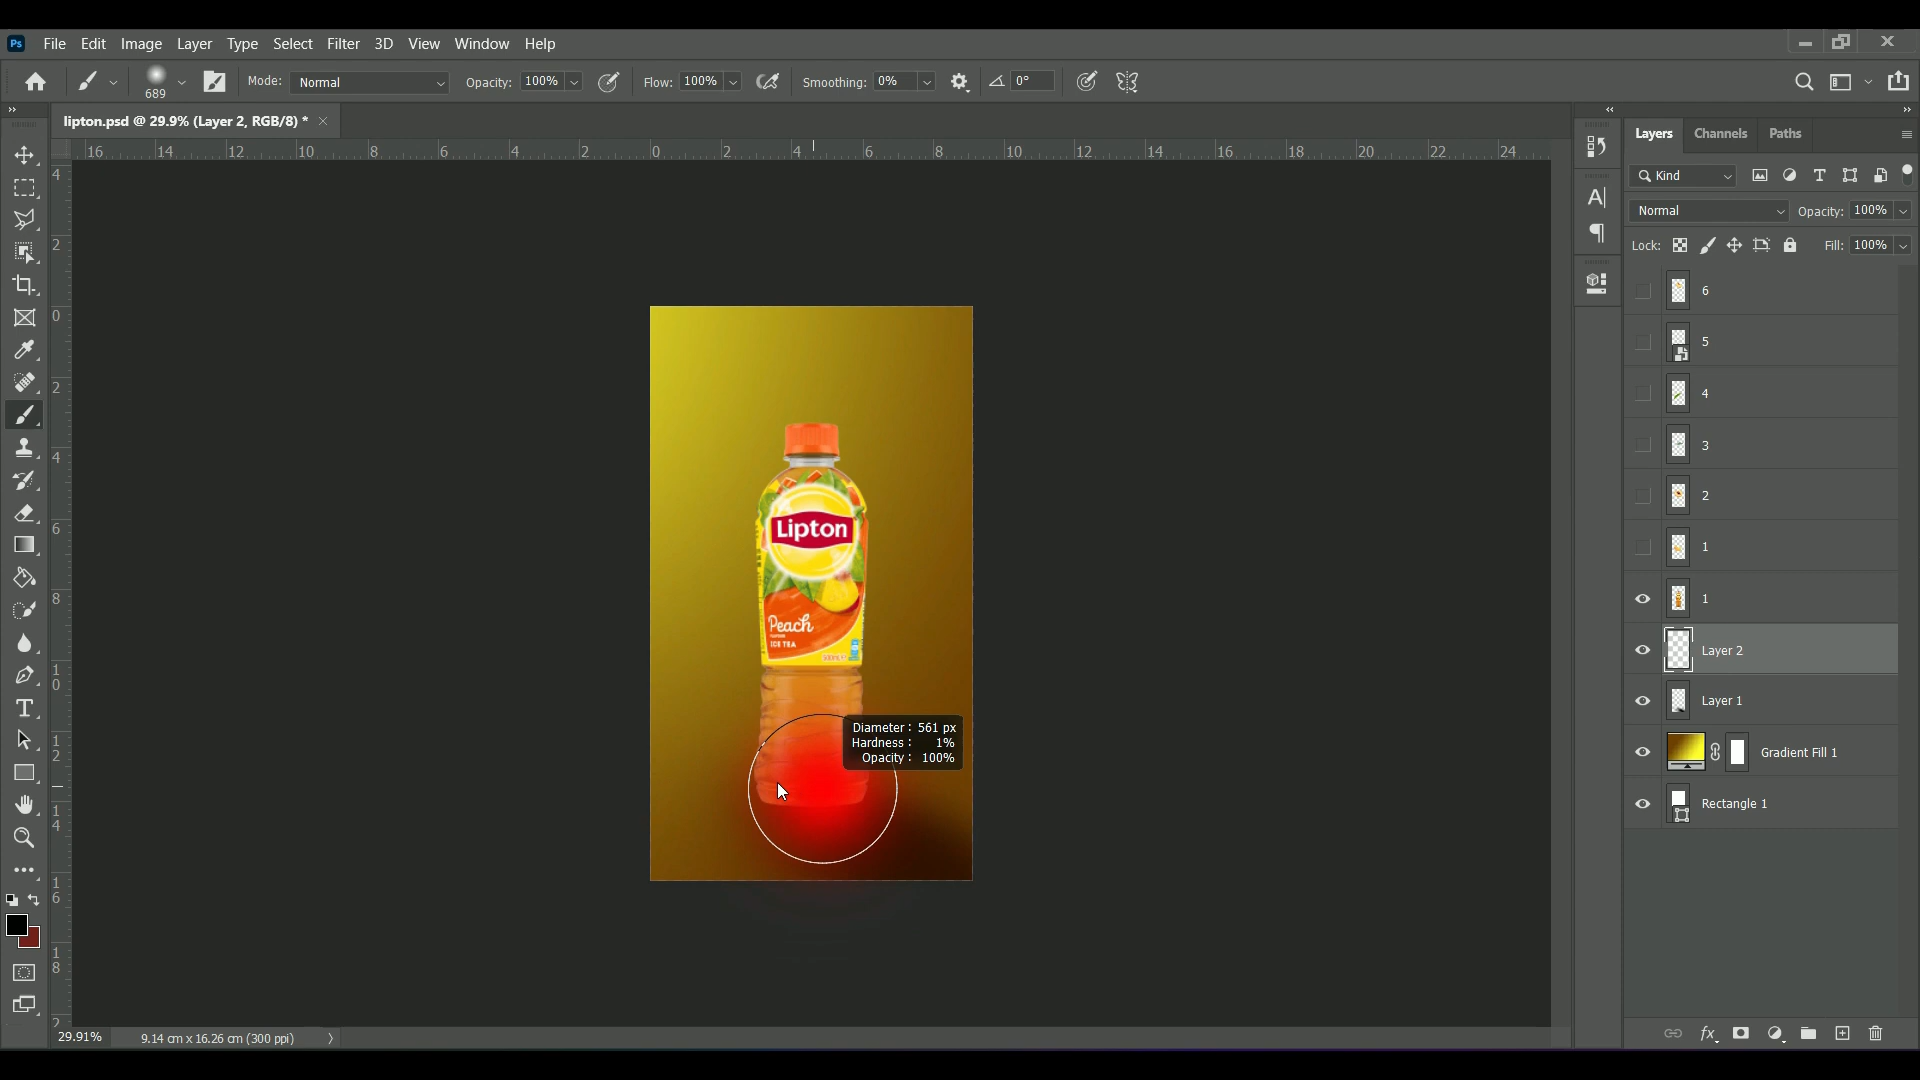 Ps File Edit Image Layer Type Select Filter 3D View Window Help
689 Mode: Normal Opacity: 100% Flow: 100% Smoothing: 0% 0°
lipton.psd @ 29.9% (Layer 2, RGB/8) *
Layers Channels Paths
16 14 12 10 8 6 4 2 0 2 4 6 8 10 12 14 16 18 20 22 24
4
2
0
2
4
6
8
10
12
14
16
18
2
Kind
Normal Opacity: 100%
Lock: Fill: 100%
6
5
4
3
2
1
1
Layer 2
Layer 1
Gradient Fill 1
Rectangle 1
Lipton
Peach
ICE TEA
Diameter: 561 px
Hardness: 1%
Opacity: 100%
29.91% 9.14 cm x 16.26 cm (300 ppi)